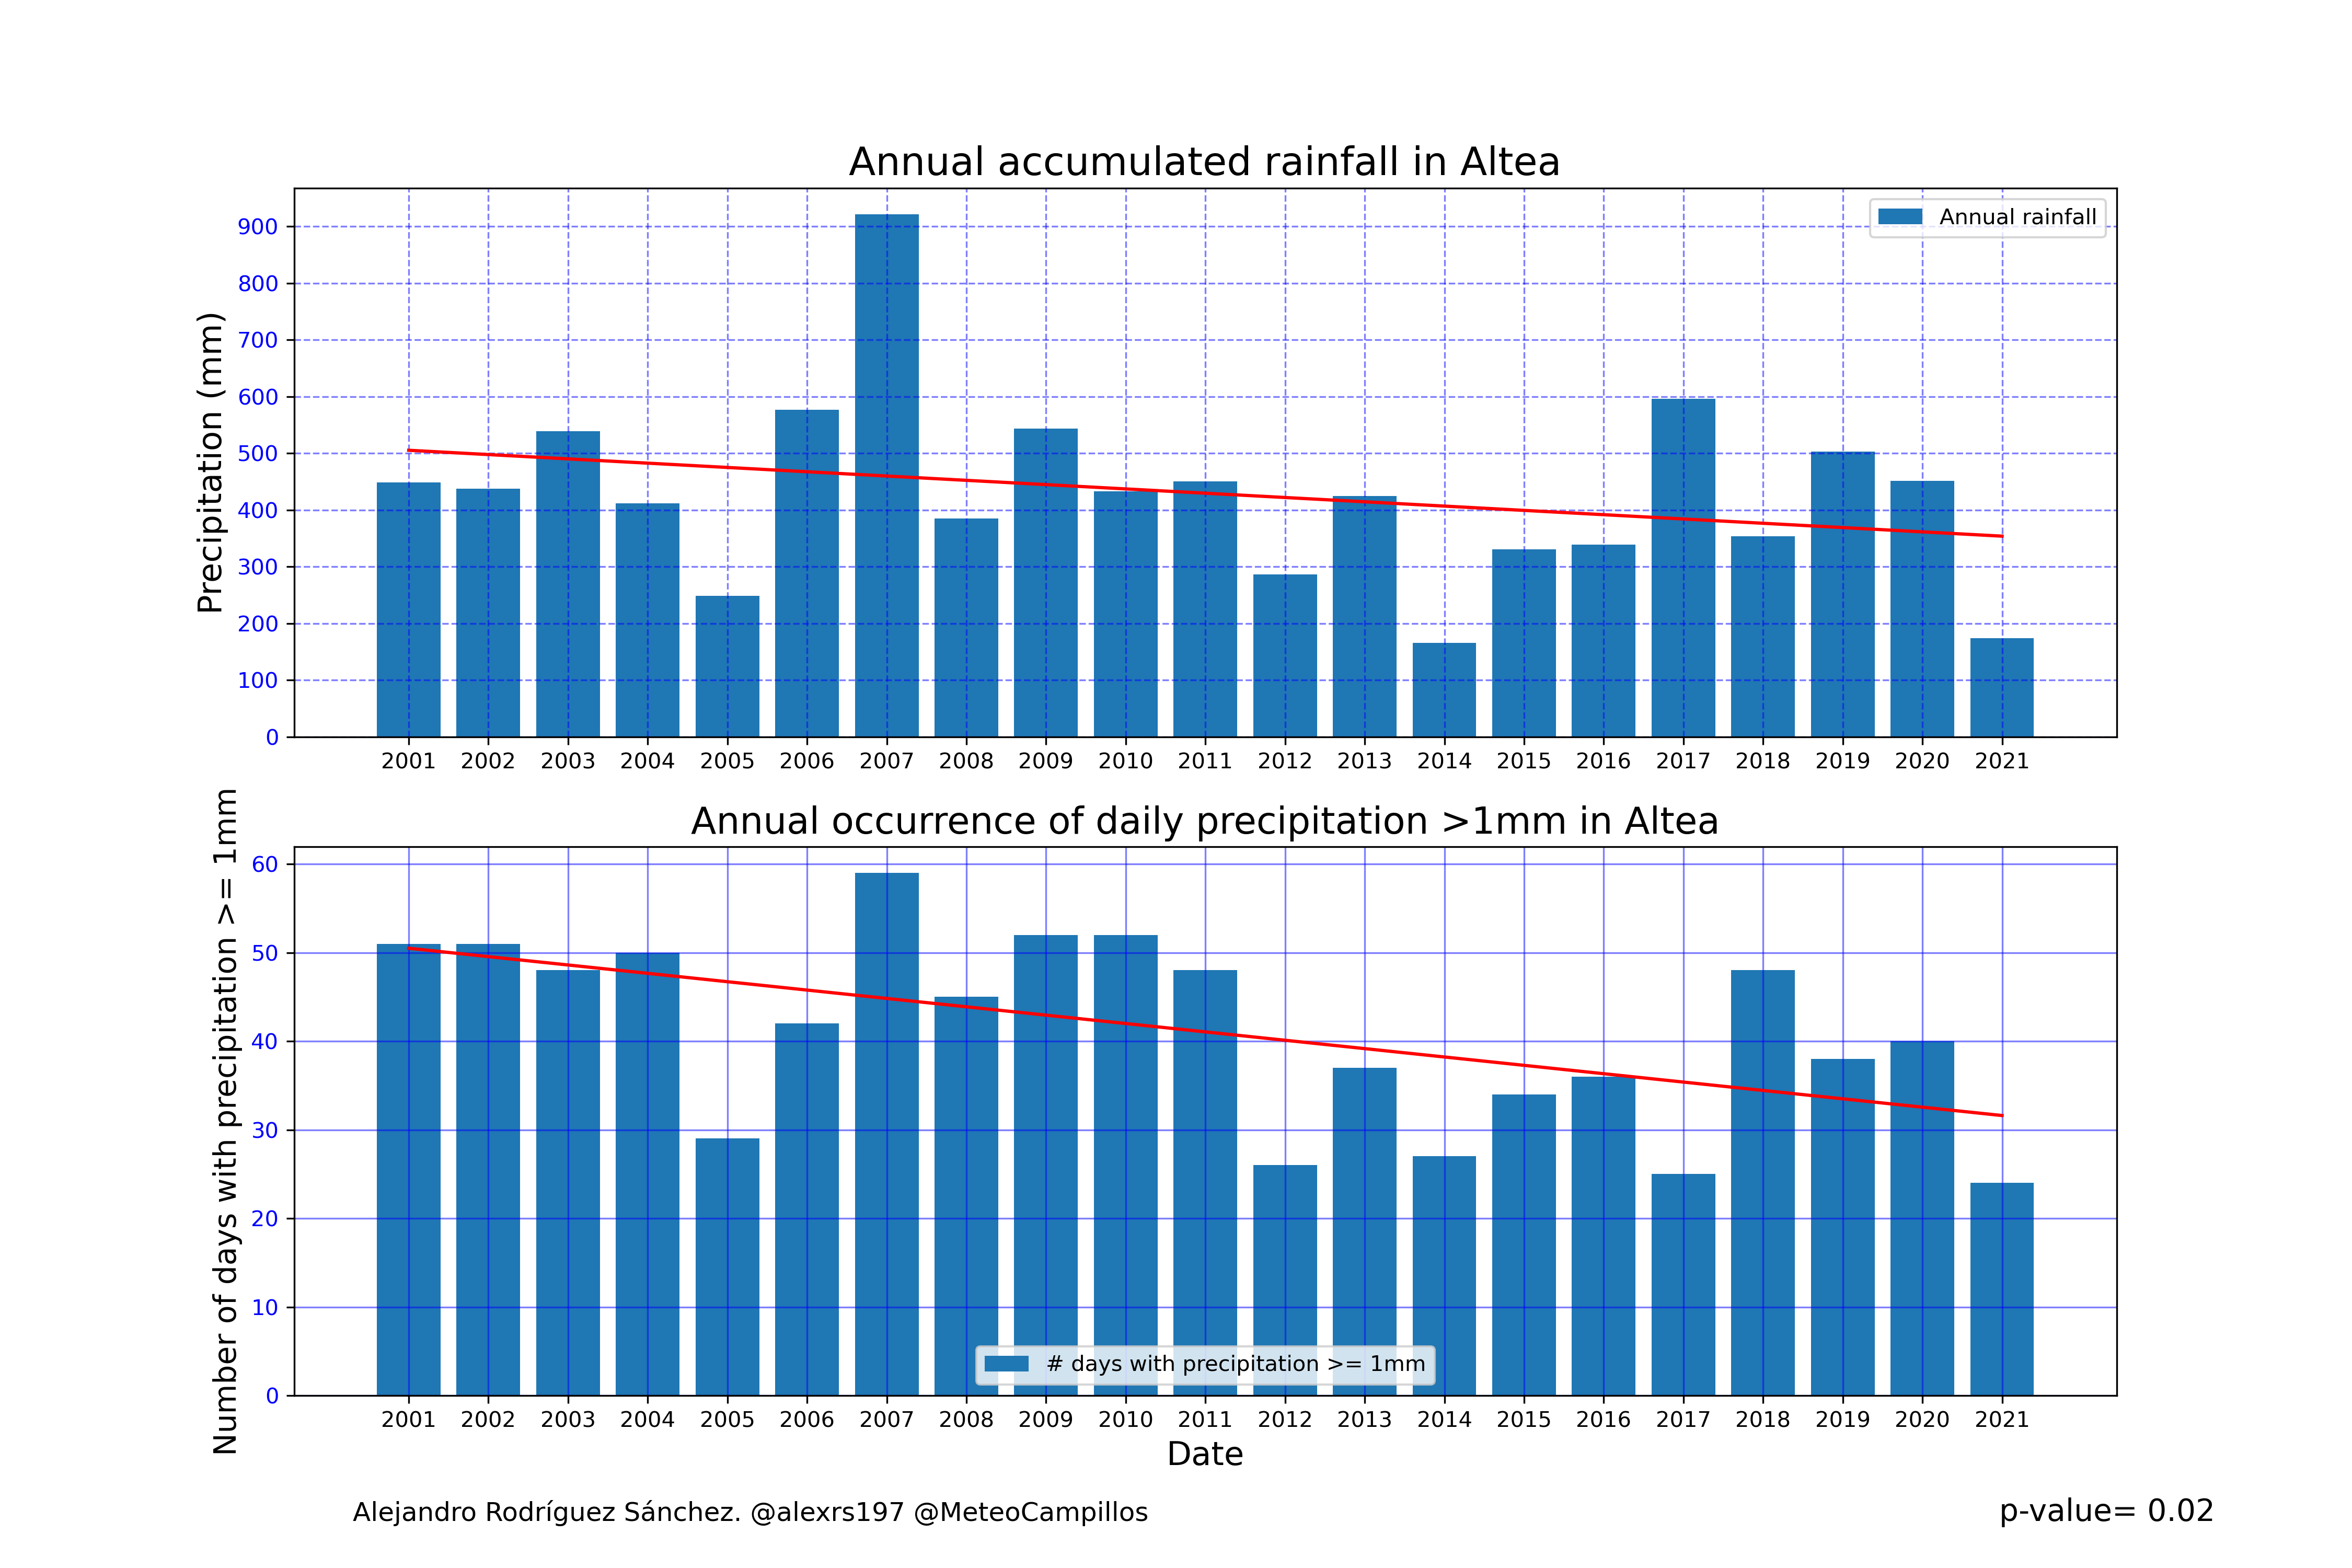 Annual accumulated rainfall in Altea
Precipitation (mm)
900
800
700
600
500
400
300
200
100
0
Annual rainfall
2001 2002 2003 2004 2005 2006 2007 2008 2009 2010 2011 2012 2013 2014 2015 2016 2017 2018 2019 2020 2021
Annual occurrence of daily precipitation >1mm in Altea
Number of days with precipitation >= 1mm
60
50
40
30
20
10
0
# days with precipitation >= 1mm
2001 2002 2003 2004 2005 2006 2007 2008 2009 2010 2011 2012 2013 2014 2015 2016 2017 2018 2019 2020 2021
Date
Alejandro Rodríguez Sánchez. @alexrs197 @MeteoCampillos
p-value= 0.02